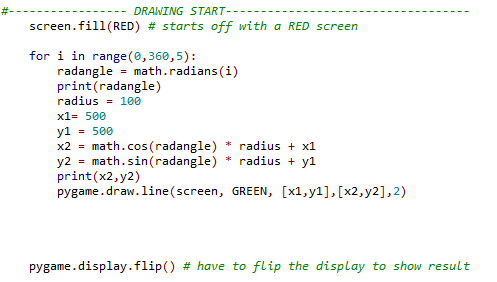 #----------------- DRAWING START-----------------------------------
screen.fill(RED) # starts off with a RED screen
for i in range(0,360,5):
radangle = math.radians(i)
print(radangle)
radius = 100
x1= 500
y1 = 500
x2 = math.cos(radangle) * radius + x1
y2 = math.sin(radangle) * radius + y1
print(x2,y2)
pygame.draw.line(screen, GREEN, [x1,y1],[x2,y2],2)
pygame.display.flip() # have to flip the display to show result